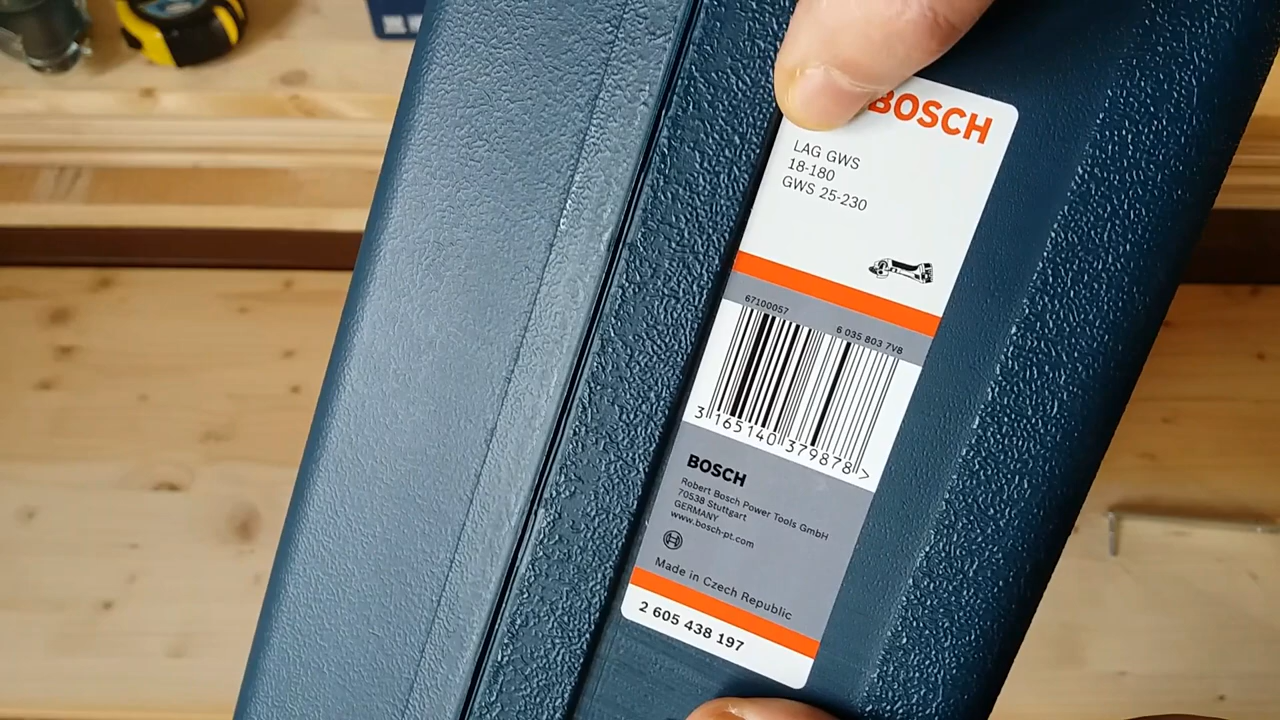 BOSCH
LAG GWS
18-180
GWS 25-230
67100057
6 035 803 7V8
3 165140 379878 >
BOSCH
Robert Bosch Power Tools GmbH
70538 Stuttgart
GERMANY
www.bosch-pt.com
Made in Czech Republic
2 605 438 197